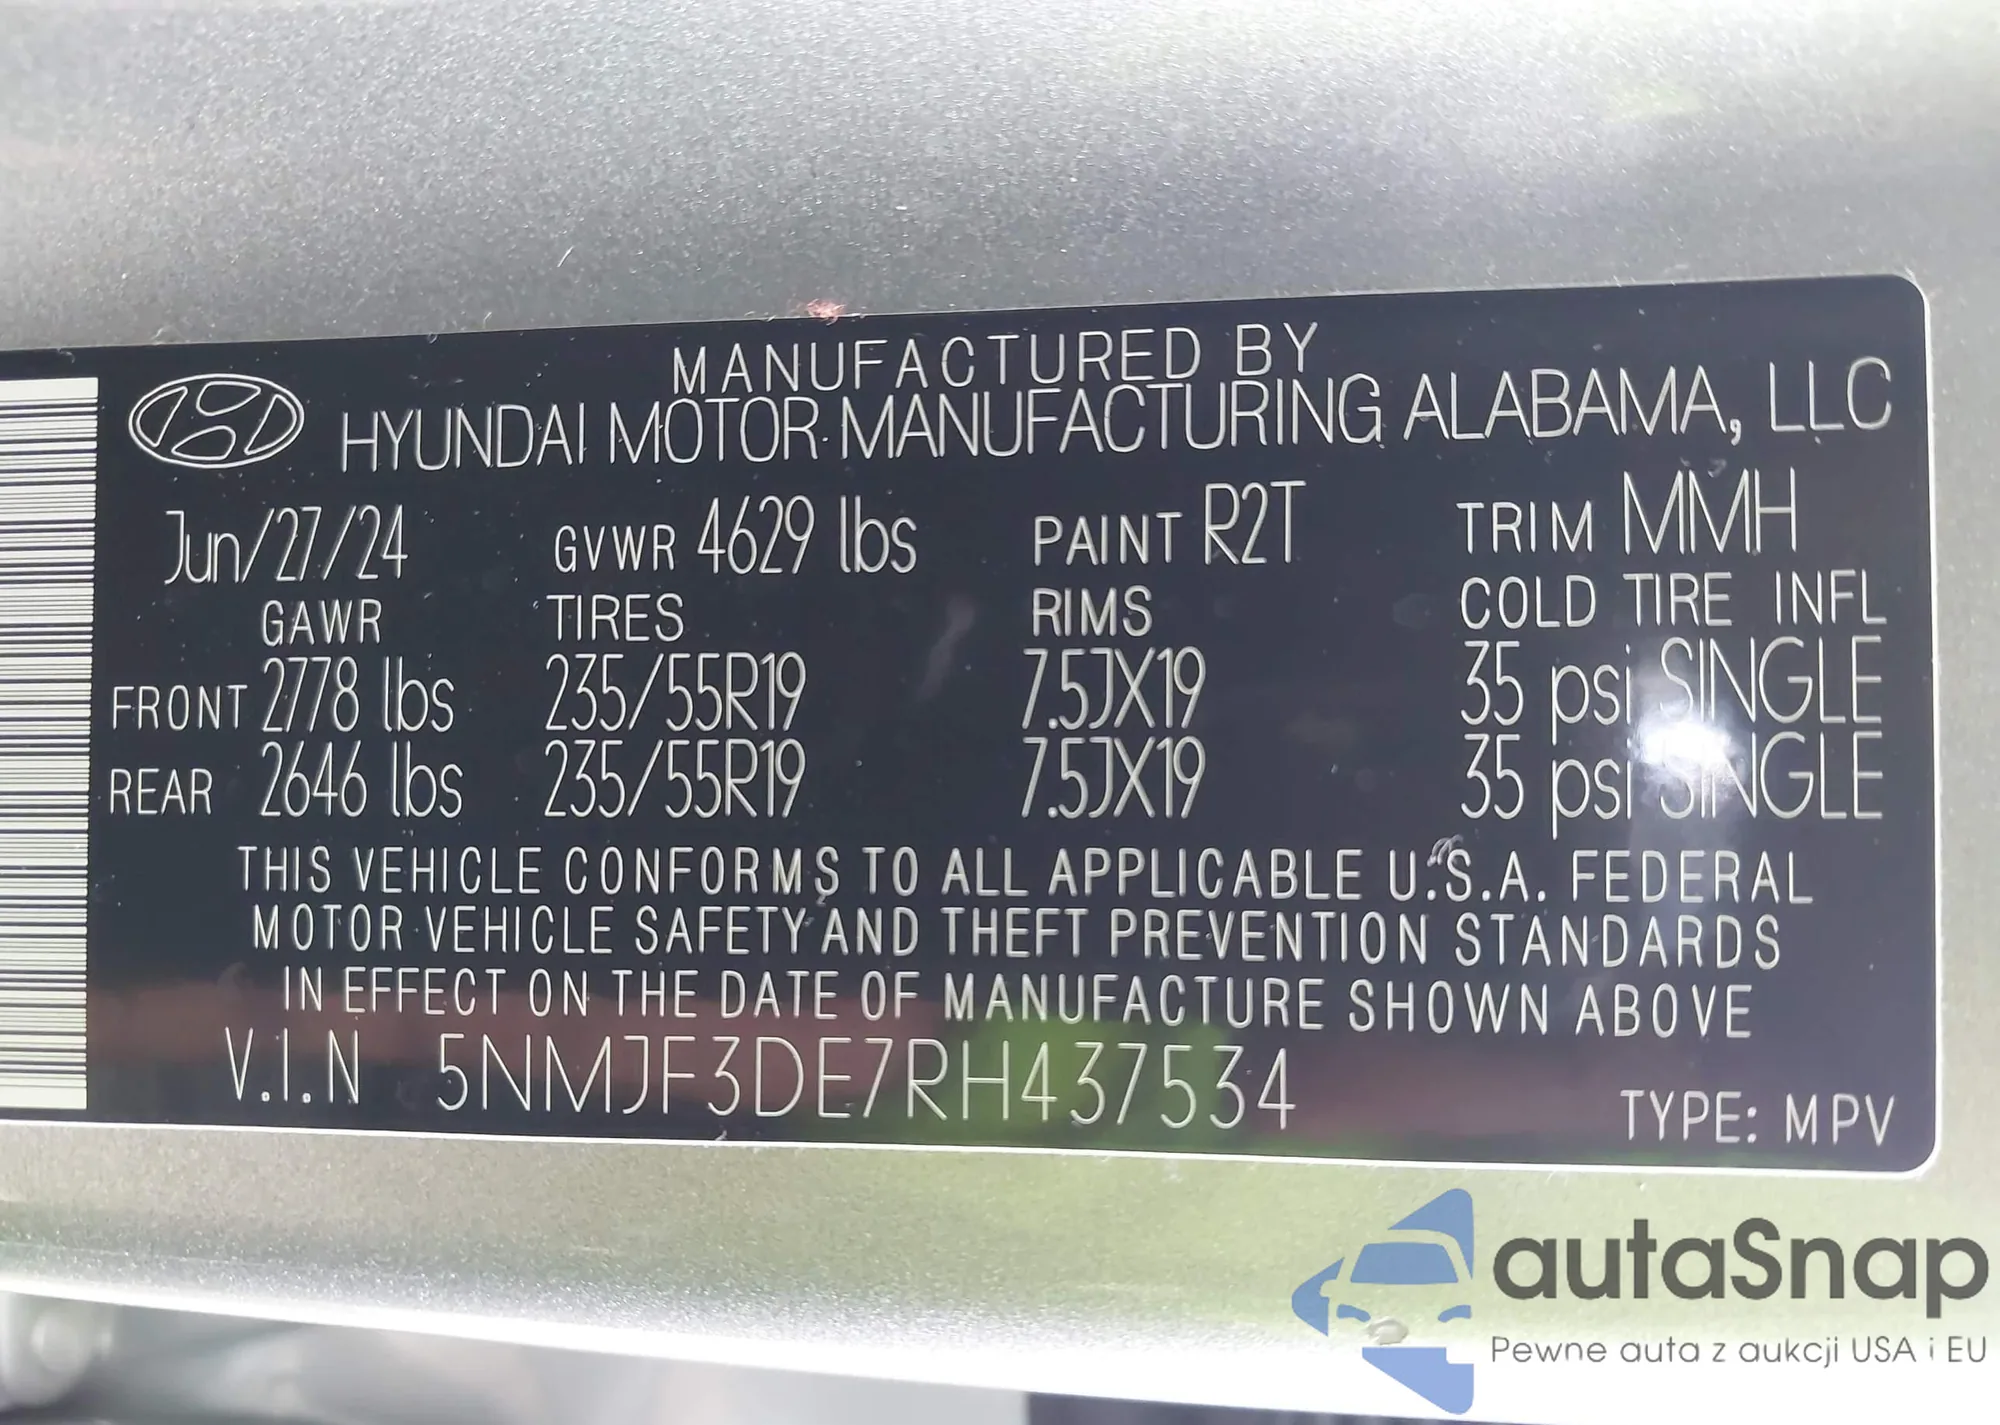 MANUFACTURED BY
HYUNDAI MOTOR MANUFACTURING ALABAMA, LLC
Jun/27/24 GVWR 4629 lbs PAINT R2T TRIM MMH
GAWR TIRES RIMS COLD TIRE INFL
FRONT 2778 lbs 235/55R19 7.5JX19 35 psi SINGLE
REAR 2646 lbs 235/55R19 7.5JX19 35 psi SINGLE
THIS VEHICLE CONFORMS TO ALL APPLICABLE U.S.A. FEDERAL
MOTOR VEHICLE SAFETY AND THEFT PREVENTION STANDARDS
IN EFFECT ON THE DATE OF MANUFACTURE SHOWN ABOVE
V.I.N 5NMJF3DE7RH437534 TYPE: MPV
autaSnap
Pewne auta z aukcji USA i EU